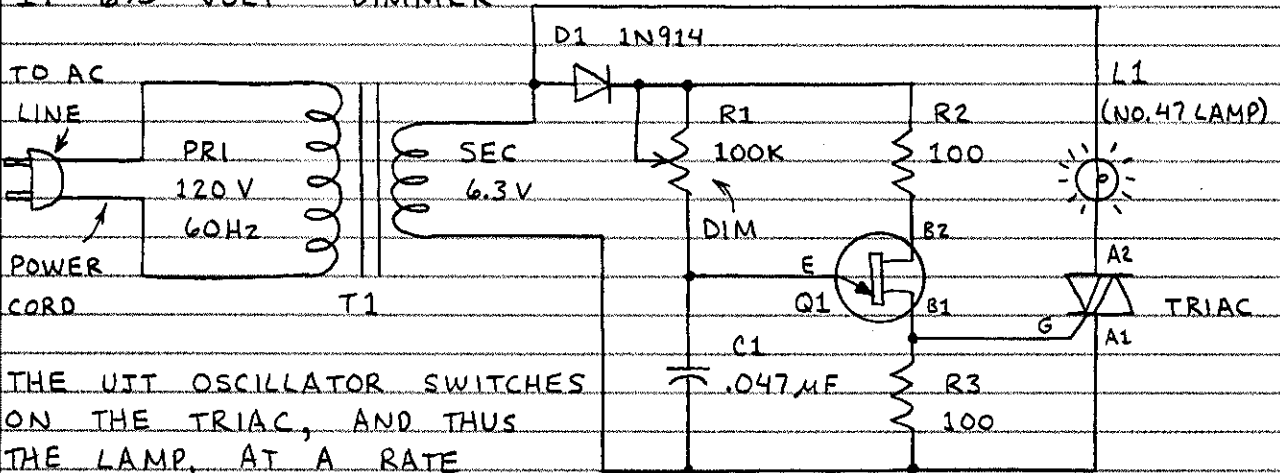 VOLT DIMMER
D1 1N914
TO AC
LINE
PRI
120 V
60Hz
SEC
6.3 V
R1
100K
DIM
R2
100
L1
(NO. 47 LAMP)
POWER
CORD
T1
E
Q1
B2
B1
A2
TRIAC
G
A1
C1
.047 µF
R3
100
THE UJT OSCILLATOR SWITCHES
ON THE TRIAC, AND THUS
THE LAMP, AT A RATE